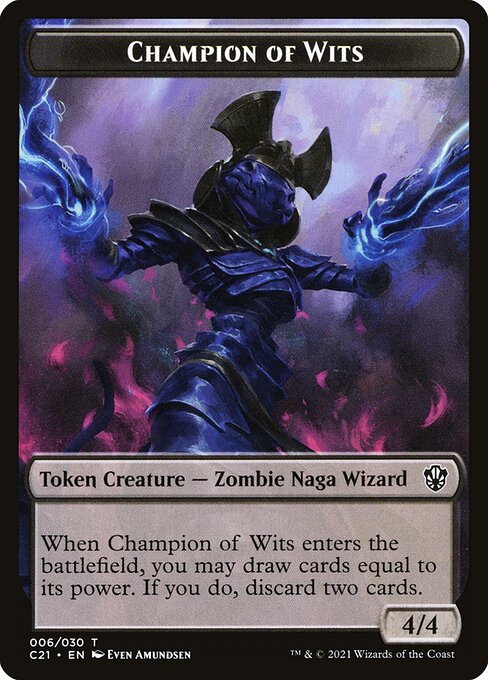 Champion of Wits
Token Creature — Zombie Naga Wizard
When Champion of Wits enters the
battlefield, you may draw cards equal to
its power. If you do, discard two cards.
4/4
006/030 T
C21 • EN Even Amundsen
™ & © 2021 Wizards of the Coast